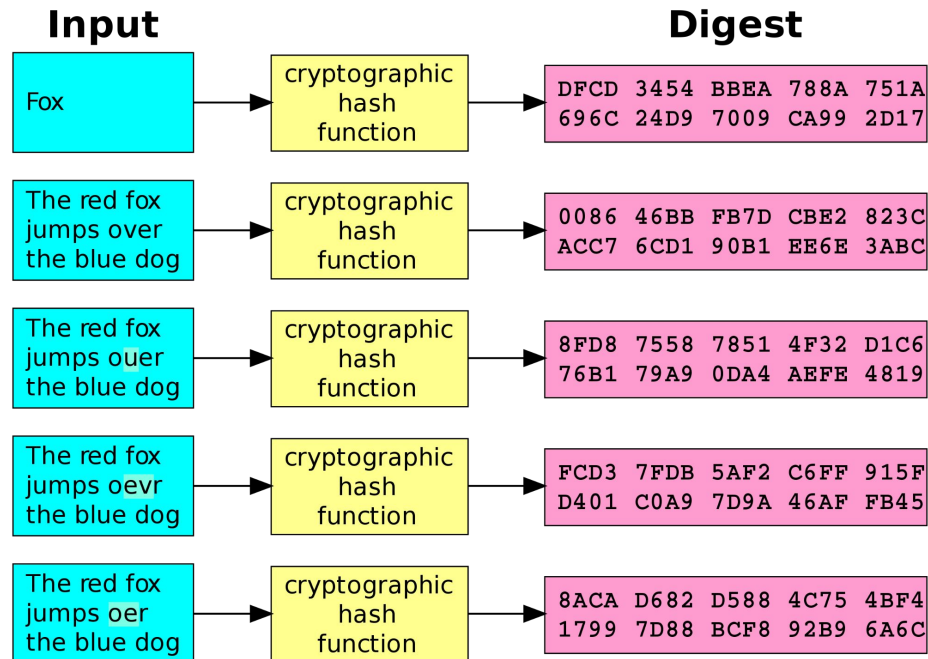 Input
Digest
Fox
cryptographic
hash
function
DFCD 3454 BBEA 788A 751A
696C 24D9 7009 CA99 2D17
The red fox
jumps over
the blue dog
cryptographic
hash
function
0086 46BB FB7D CBE2 823C
ACC7 6CD1 90B1 EE6E 3ABC
The red fox
jumps ouer
the blue dog
cryptographic
hash
function
8FD8 7558 7851 4F32 D1C6
76B1 79A9 0DA4 AEFE 4819
The red fox
jumps oevr
the blue dog
cryptographic
hash
function
FCD3 7FDB 5AF2 C6FF 915F
D401 C0A9 7D9A 46AF FB45
The red fox
jumps oer
the blue dog
cryptographic
hash
function
8ACA D682 D588 4C75 4BF4
1799 7D88 BCF8 92B9 6A6C